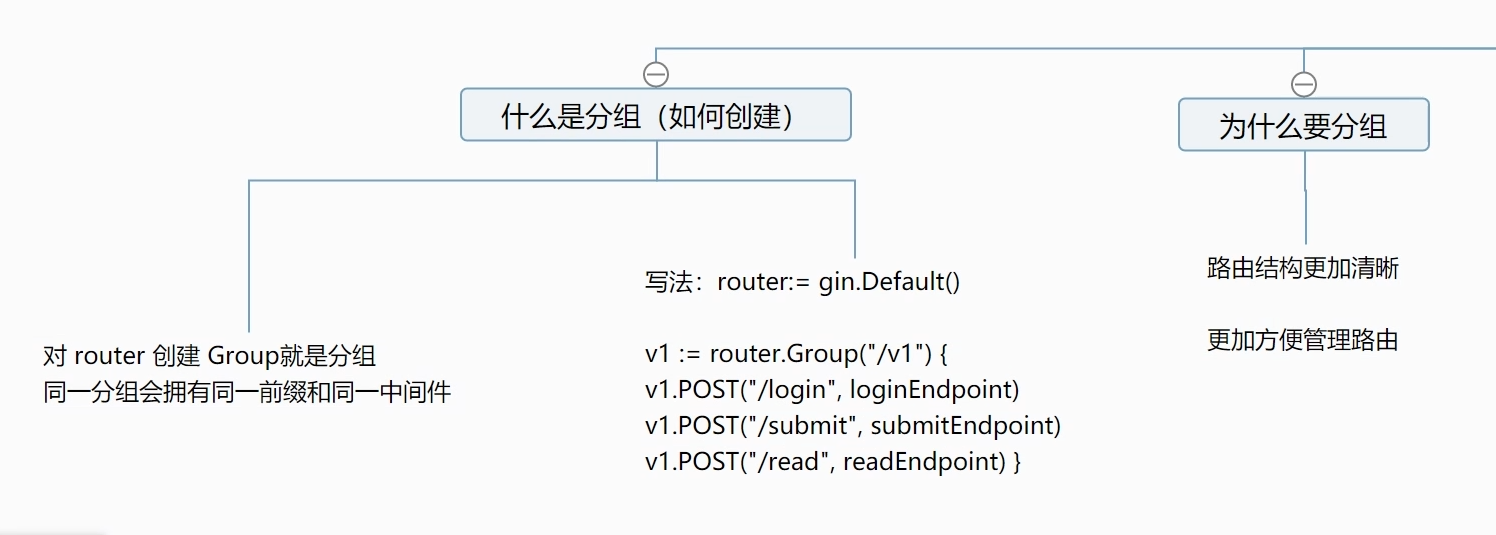 什么是分组（如何创建）
为什么要分组
对 router 创建 Group就是分组
同一分组会拥有同一前缀和同一中间件
写法：router:= gin.Default()
v1 := router.Group("/v1") {
v1.POST("/login", loginEndpoint)
v1.POST("/submit", submitEndpoint)
v1.POST("/read", readEndpoint) }
路由结构更加清晰
更加方便管理路由